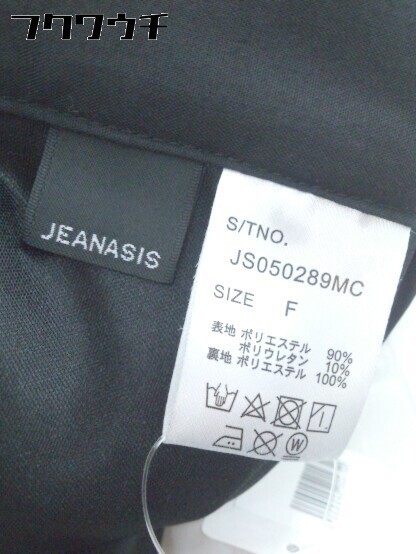 フクウウチ
JEANASIS
S/TNO.
JS050289MC
SIZE F
表地 ポリエステル 90%
ポリウレタン 10%
裏地 ポリエステル 100%
W